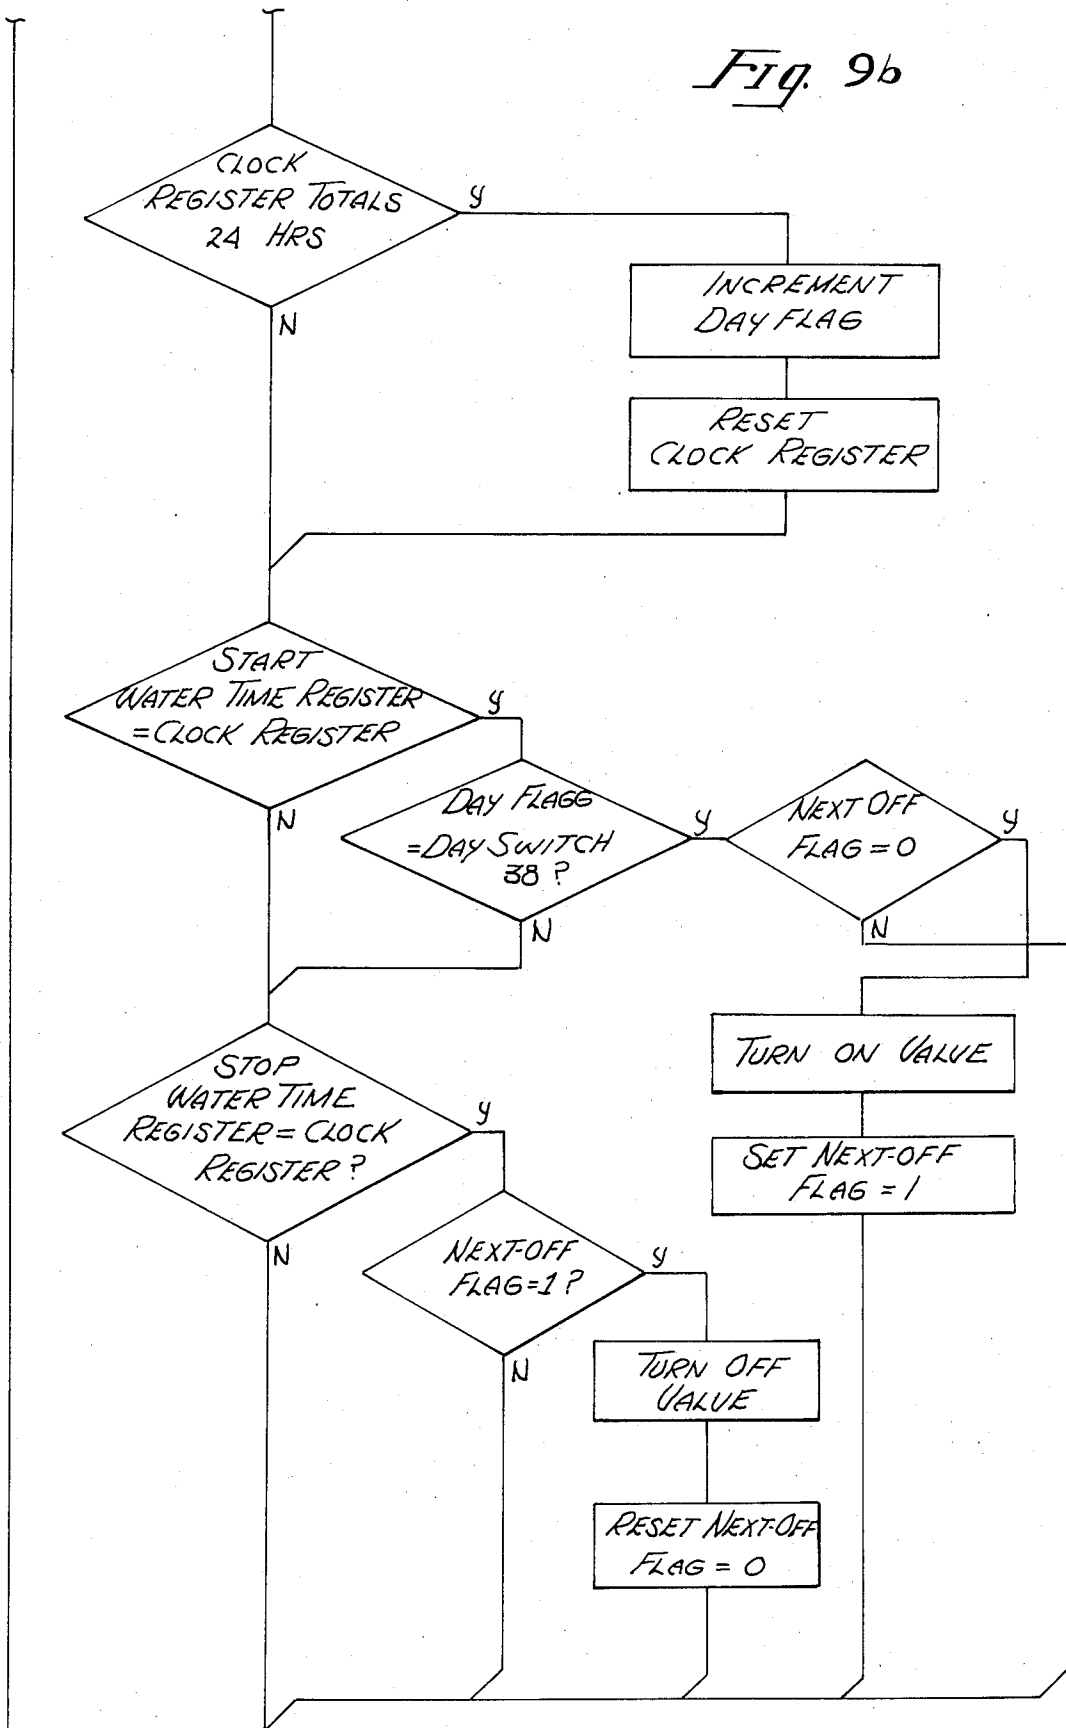 Fig. 9b
CLOCK
REGISTER TOTALS
24 HRS
Y
N
INCREMENT
DAY FLAG
RESET
CLOCK REGISTER
START
WATER TIME REGISTER
=CLOCK REGISTER
Y
N
DAY FLAGG
=DAY SWITCH
38 ?
Y
N
NEXT OFF
FLAG = 0
Y
N
TURN ON VALUE
SET NEXT-OFF
FLAG = 1
STOP
WATER TIME
REGISTER = CLOCK
REGISTER ?
Y
N
NEXT-OFF
FLAG=1 ?
Y
N
TURN OFF
VALUE
RESET NEXT-OFF
FLAG = 0